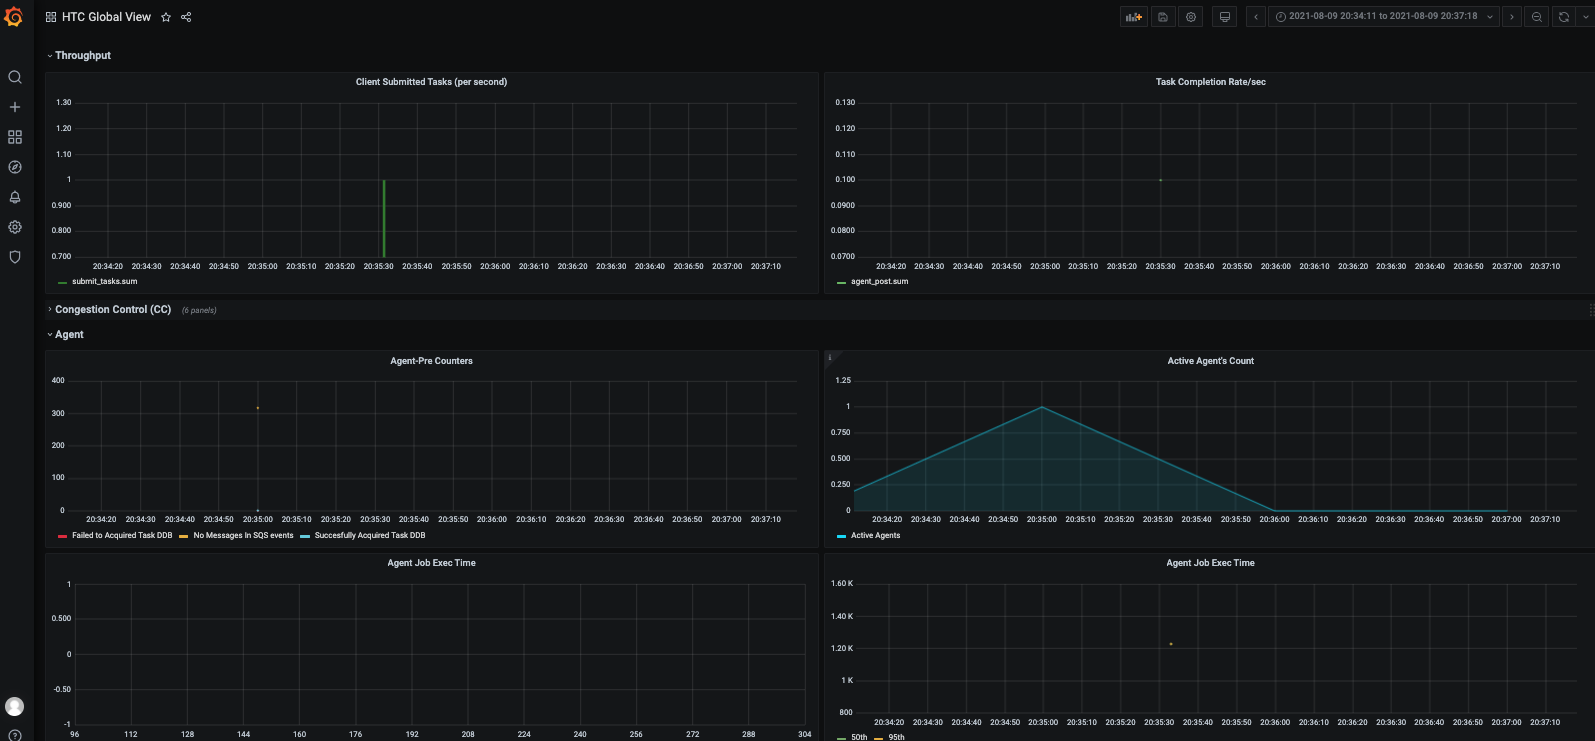 HTC Global View
2021-08-09 20:34:11 to 2021-08-09 20:37:18
Throughput
Client Submitted Tasks (per second)
1.30
1.20
1.10
1
0.900
0.800
0.700
20:34:20 20:34:30 20:34:40 20:34:50 20:35:00 20:35:10 20:35:20 20:35:30 20:35:40 20:35:50 20:36:00 20:36:10 20:36:20 20:36:30 20:36:40 20:36:50 20:37:00 20:37:10
submit_tasks.sum
Task Completion Rate/sec
0.130
0.120
0.110
0.100
0.0900
0.0800
0.0700
20:34:20 20:34:30 20:34:40 20:34:50 20:35:00 20:35:10 20:35:20 20:35:30 20:35:40 20:35:50 20:36:00 20:36:10 20:36:20 20:36:30 20:36:40 20:36:50 20:37:00 20:37:10
agent_post.sum
Congestion Control (CC) (6 panels)
Agent
Agent-Pre Counters
400
300
200
100
0
20:34:20 20:34:30 20:34:40 20:34:50 20:35:00 20:35:10 20:35:20 20:35:30 20:35:40 20:35:50 20:36:00 20:36:10 20:36:20 20:36:30 20:36:40 20:36:50 20:37:00 20:37:10
Failed to Acquired Task DDB No Messages In SQS events Succesfully Acquired Task DDB
i
Active Agent's Count
1.25
1
0.750
0.500
0.250
0
20:34:20 20:34:30 20:34:40 20:34:50 20:35:00 20:35:10 20:35:20 20:35:30 20:35:40 20:35:50 20:36:00 20:36:10 20:36:20 20:36:30 20:36:40 20:36:50 20:37:00 20:37:10
Active Agents
Agent Job Exec Time
1
0.500
0
-0.50
-1
96 112 128 144 160 176 192 208 224 240 256 272 288 304
Agent Job Exec Time
1.60 K
1.40 K
1.20 K
1 K
800
20:34:20 20:34:30 20:34:40 20:34:50 20:35:00 20:35:10 20:35:20 20:35:30 20:35:40 20:35:50 20:36:00 20:36:10 20:36:20 20:36:30 20:36:40 20:36:50 20:37:00 20:37:10
50th 95th